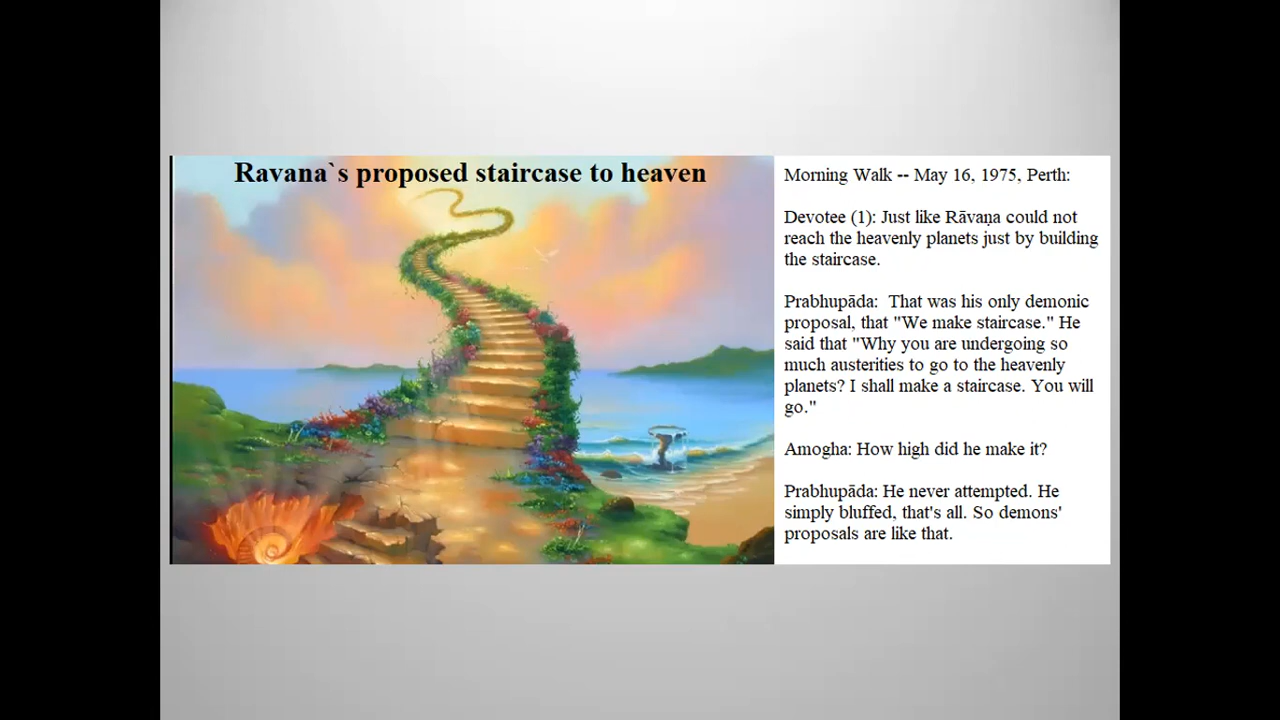 Ravana`s proposed staircase to heaven
Morning Walk -- May 16, 1975, Perth:
Devotee (1): Just like Rāvaṇa could not
reach the heavenly planets just by building
the staircase.
Prabhupāda:  That was his only demonic
proposal, that "We make staircase." He
said that "Why you are undergoing so
much austerities to go to the heavenly
planets? I shall make a staircase. You will
go."
Amogha: How high did he make it?
Prabhupāda: He never attempted. He
simply bluffed, that's all. So demons'
proposals are like that.